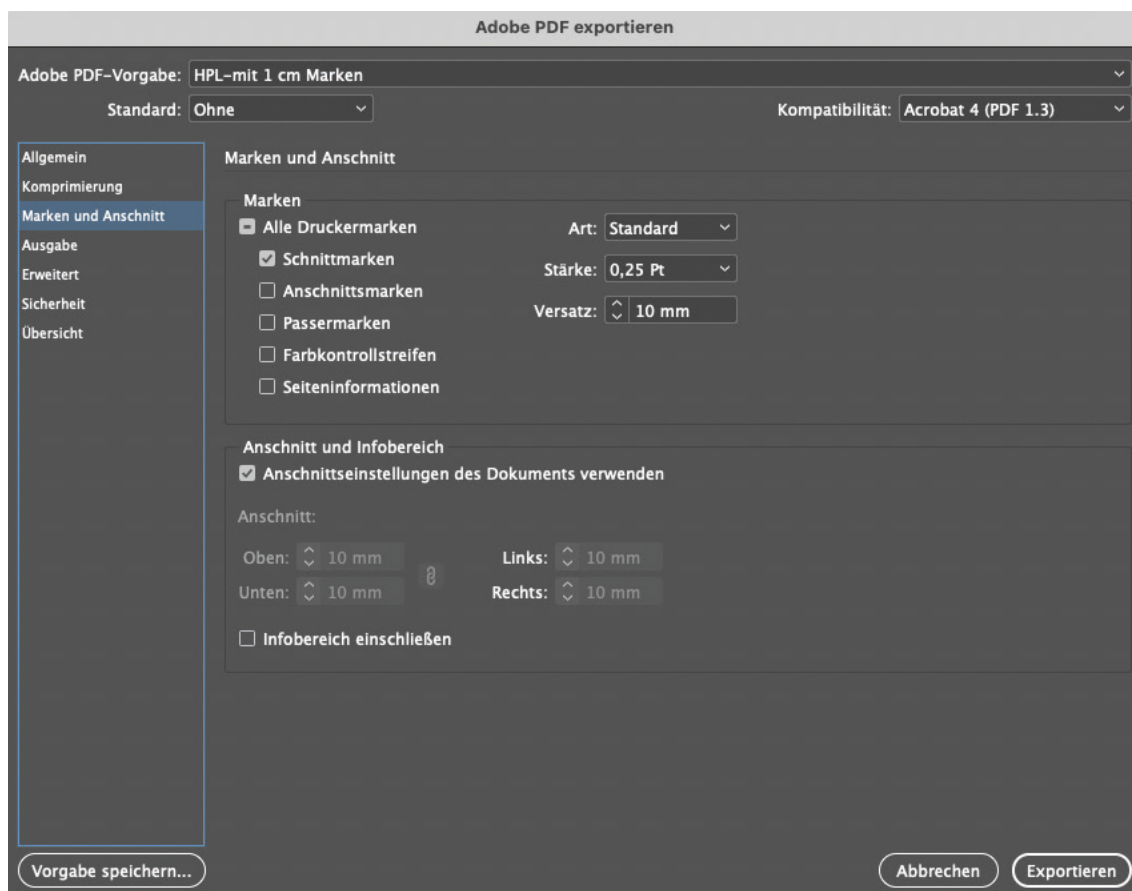 Adobe PDF exportieren
Adobe PDF-Vorgabe: HPL-mit 1 cm Marken
Standard: Ohne Kompatibilität: Acrobat 4 (PDF 1.3)
Allgemein
Komprimierung
Marken und Anschnitt
Ausgabe
Erweitert
Sicherheit
Übersicht
Marken und Anschnitt
Marken
Alle Druckermarken Art: Standard
Schnittmarken Stärke: 0,25 Pt
Anschnittsmarken Versatz: 10 mm
Passermarken
Farbkontrollstreifen
Seiteninformationen
Anschnitt und Infobereich
Anschnittseinstellungen des Dokuments verwenden
Anschnitt:
Oben: 10 mm Links: 10 mm
Unten: 10 mm Rechts: 10 mm
Infobereich einschließen
Vorgabe speichern... Abbrechen Exportieren